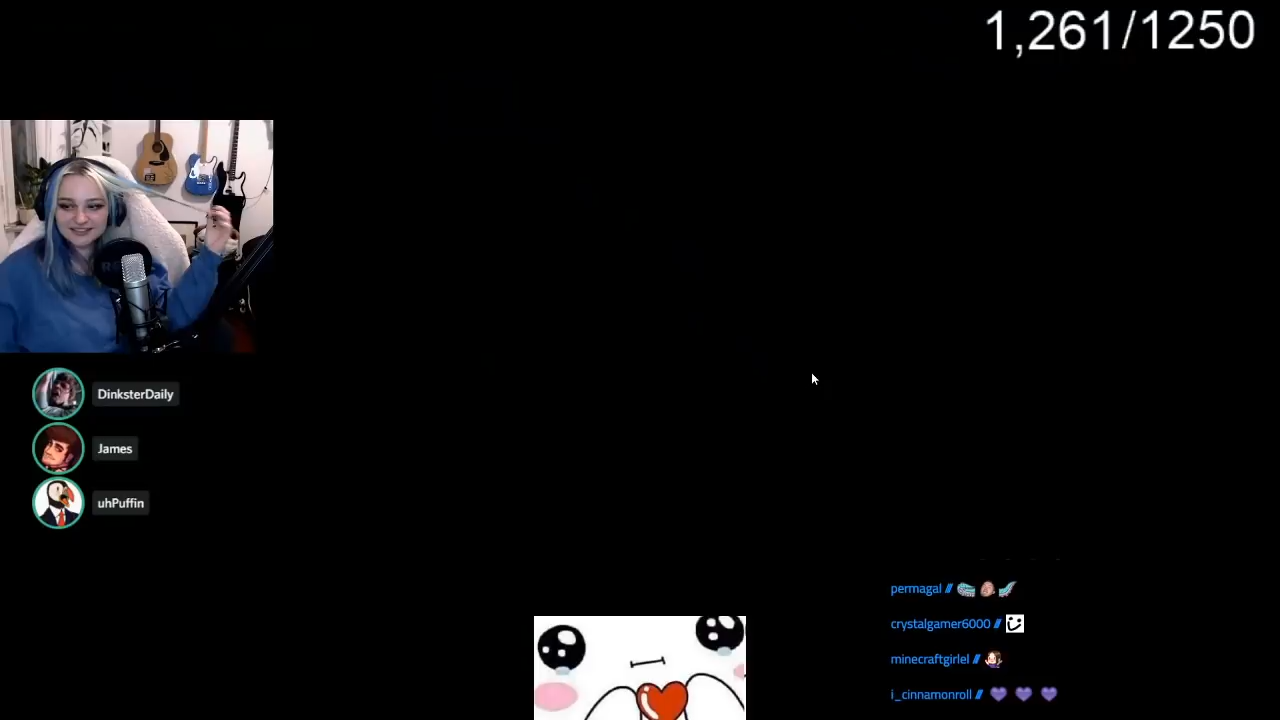 1,261/1250
DinksterDaily
James
uhPuffin
permagal //
crystalgamer6000 //
minecraftgirlel //
i_cinnamonroll //